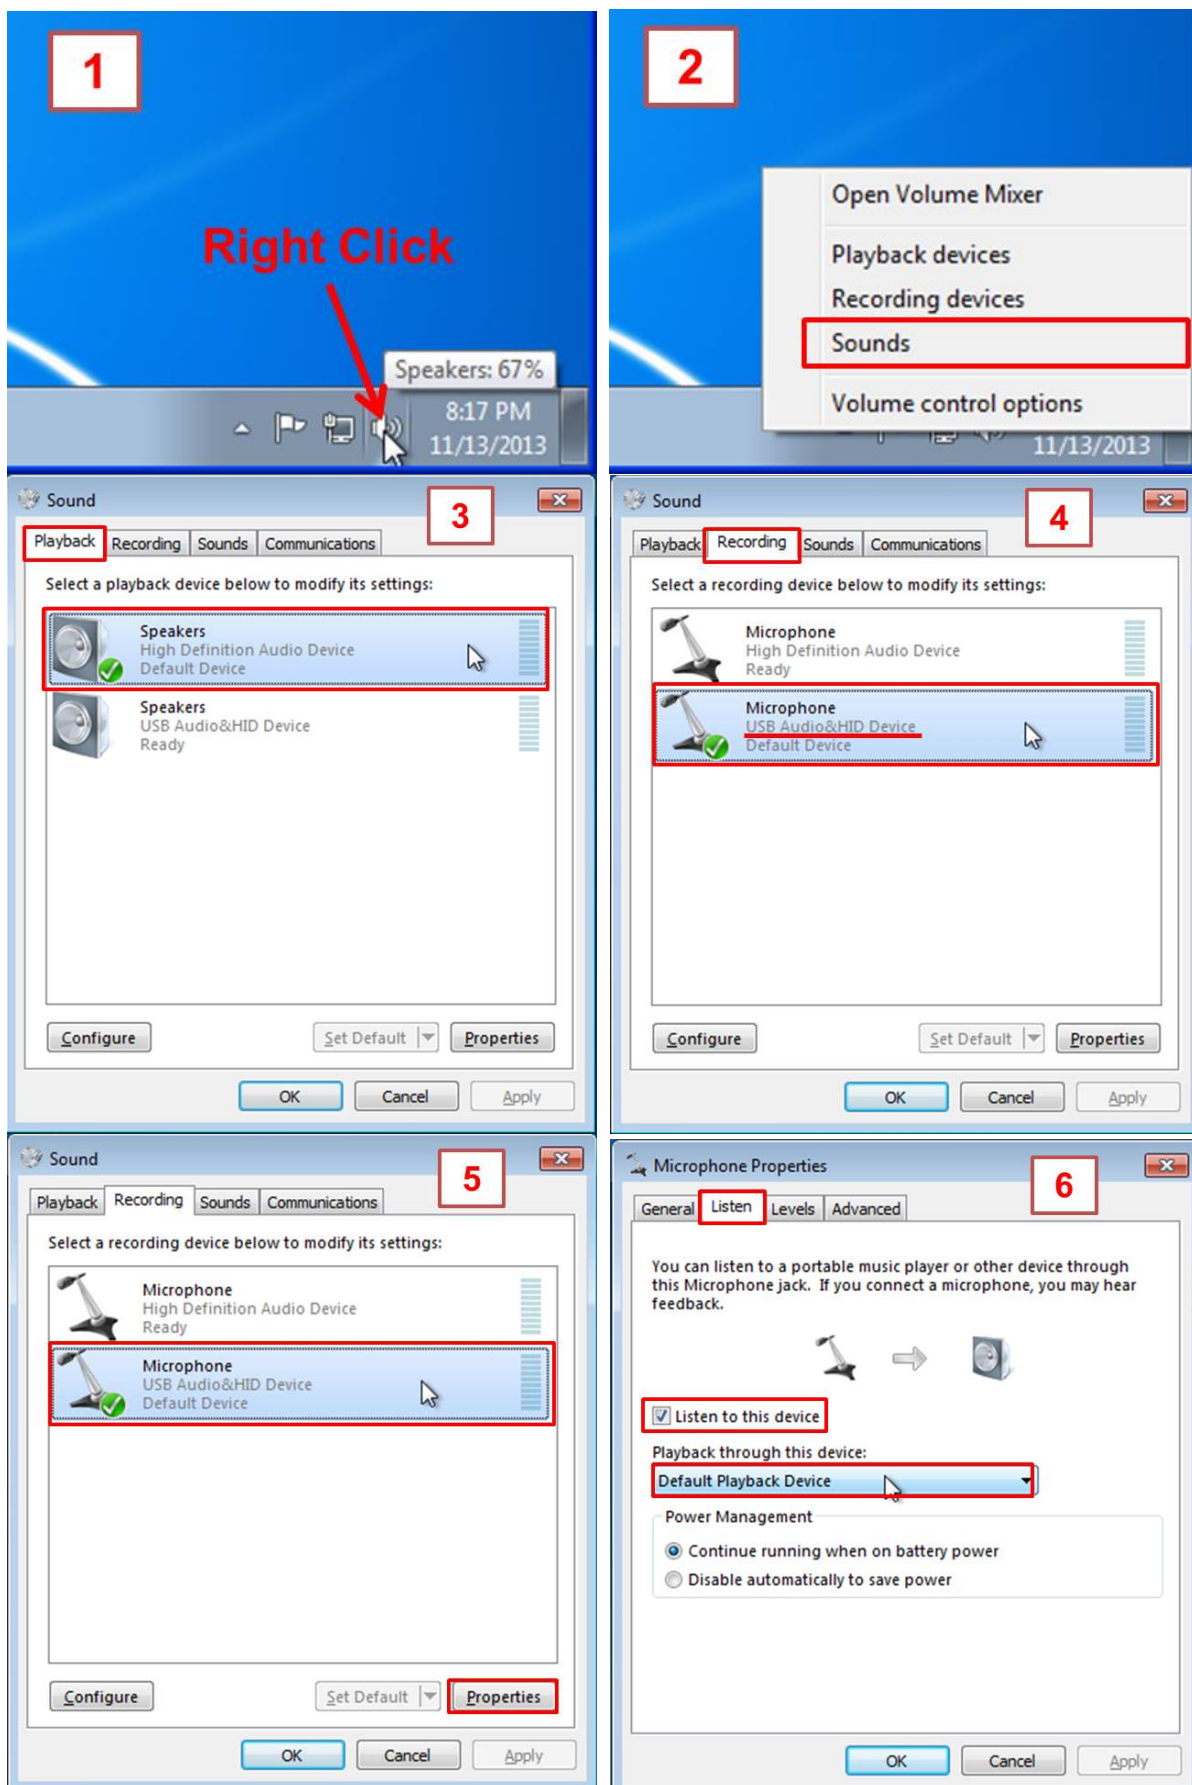 1
Right Click
Speakers: 67%
8:17 PM
11/13/2013
2
Open Volume Mixer
Playback devices
Recording devices
Sounds
Volume control options
11/13/2013
Sound
3
Playback Recording Sounds Communications
Select a playback device below to modify its settings:
Speakers
High Definition Audio Device
Default Device
Speakers
USB Audio&HID Device
Ready
Configure Set Default Properties
OK Cancel Apply
Sound
4
Playback Recording Sounds Communications
Select a recording device below to modify its settings:
Microphone
High Definition Audio Device
Ready
Microphone
USB Audio&HID Device
Default Device
Configure Set Default Properties
OK Cancel Apply
Sound
5
Playback Recording Sounds Communications
Select a recording device below to modify its settings:
Microphone
High Definition Audio Device
Ready
Microphone
USB Audio&HID Device
Default Device
Configure Set Default Properties
OK Cancel Apply
Microphone Properties
6
General Listen Levels Advanced
You can listen to a portable music player or other device through
this Microphone jack. If you connect a microphone, you may hear
feedback.
Listen to this device
Playback through this device:
Default Playback Device
Power Management
Continue running when on battery power
Disable automatically to save power
OK Cancel Apply